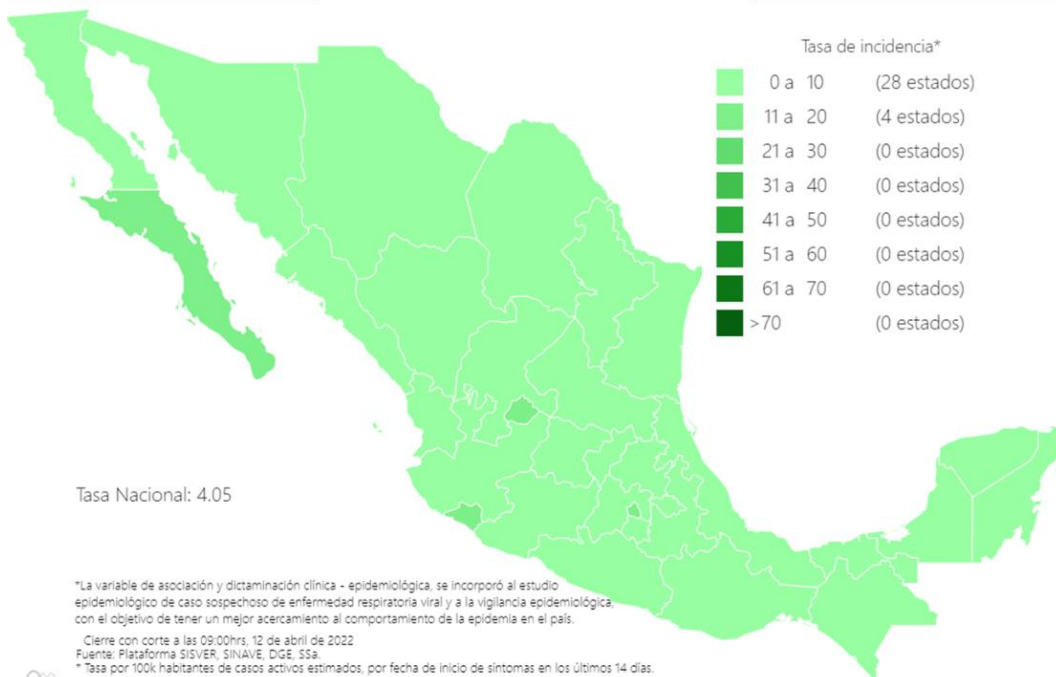 Tasa de incidencia*
0 a 10 (28 estados)
11 a 20 (4 estados)
21 a 30 (0 estados)
31 a 40 (0 estados)
41 a 50 (0 estados)
51 a 60 (0 estados)
61 a 70 (0 estados)
>70 (0 estados)
Tasa Nacional: 4.05
*La variable de asociación y dictaminación clínica - epidemiológica, se incorporó al estudio
epidemiológico de caso sospechoso de enfermedad respiratoria viral y a la vigilancia epidemiológica,
con el objetivo de tener un mejor acercamiento al comportamiento de la epidemia en el país.
Cierre con corte a las 09:00hrs, 12 de abril de 2022
Fuente: Plataforma SISVER, SINAVE, DGE, SSa.
* Tasa por 100k habitantes de casos activos estimados, por fecha de inicio de síntomas en los últimos 14 días.